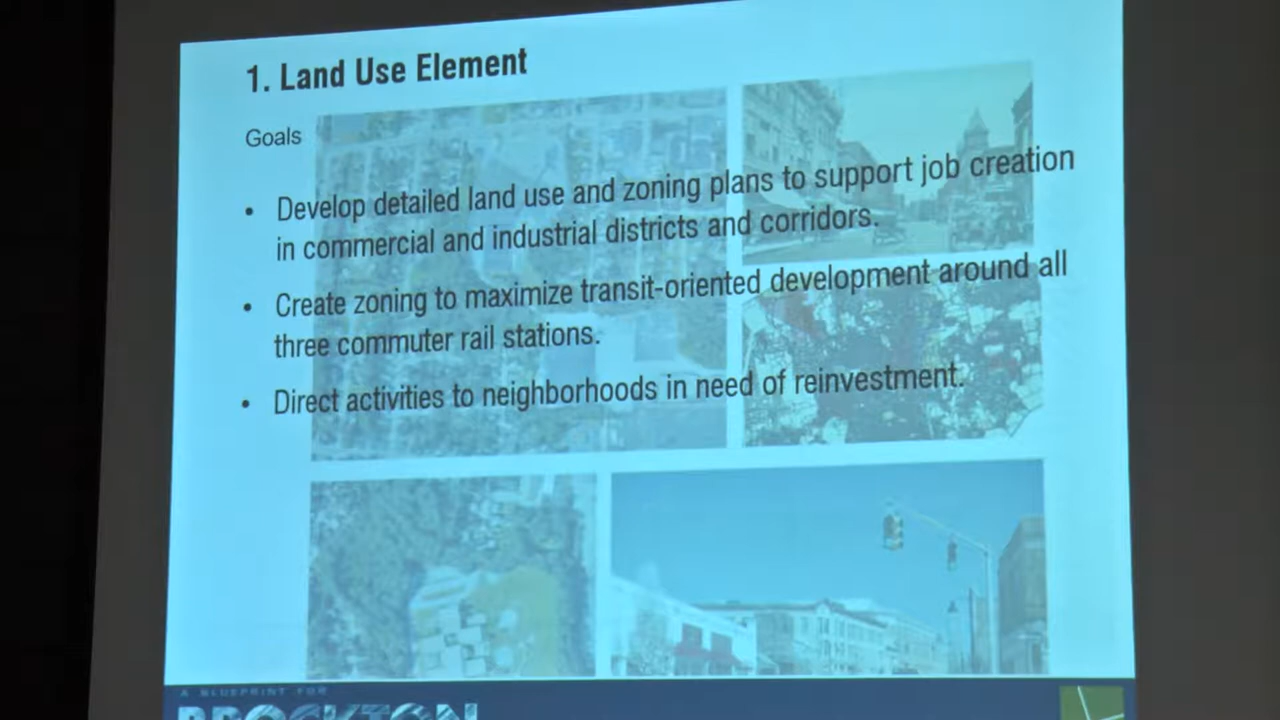 1. Land Use Element
Goals
• Develop detailed land use and zoning plans to support job creation
in commercial and industrial districts and corridors.
• Create zoning to maximize transit-oriented development around all
three commuter rail stations.
• Direct activities to neighborhoods in need of reinvestment.
A BLUEPRINT FOR
BROCKTON